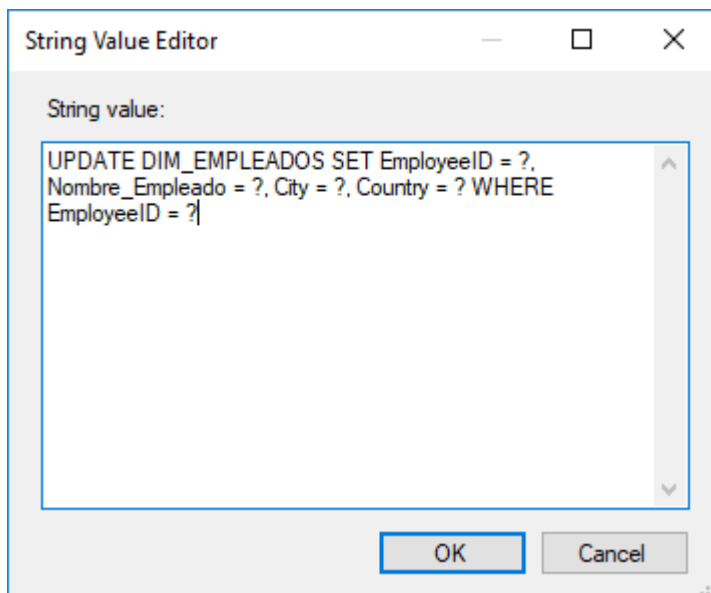 String Value Editor
String value:
UPDATE DIM_EMPLEADOS SET EmployeeID = ?,
Nombre_Empleado = ?, City = ?, Country = ? WHERE
EmployeeID = ?
OK
Cancel